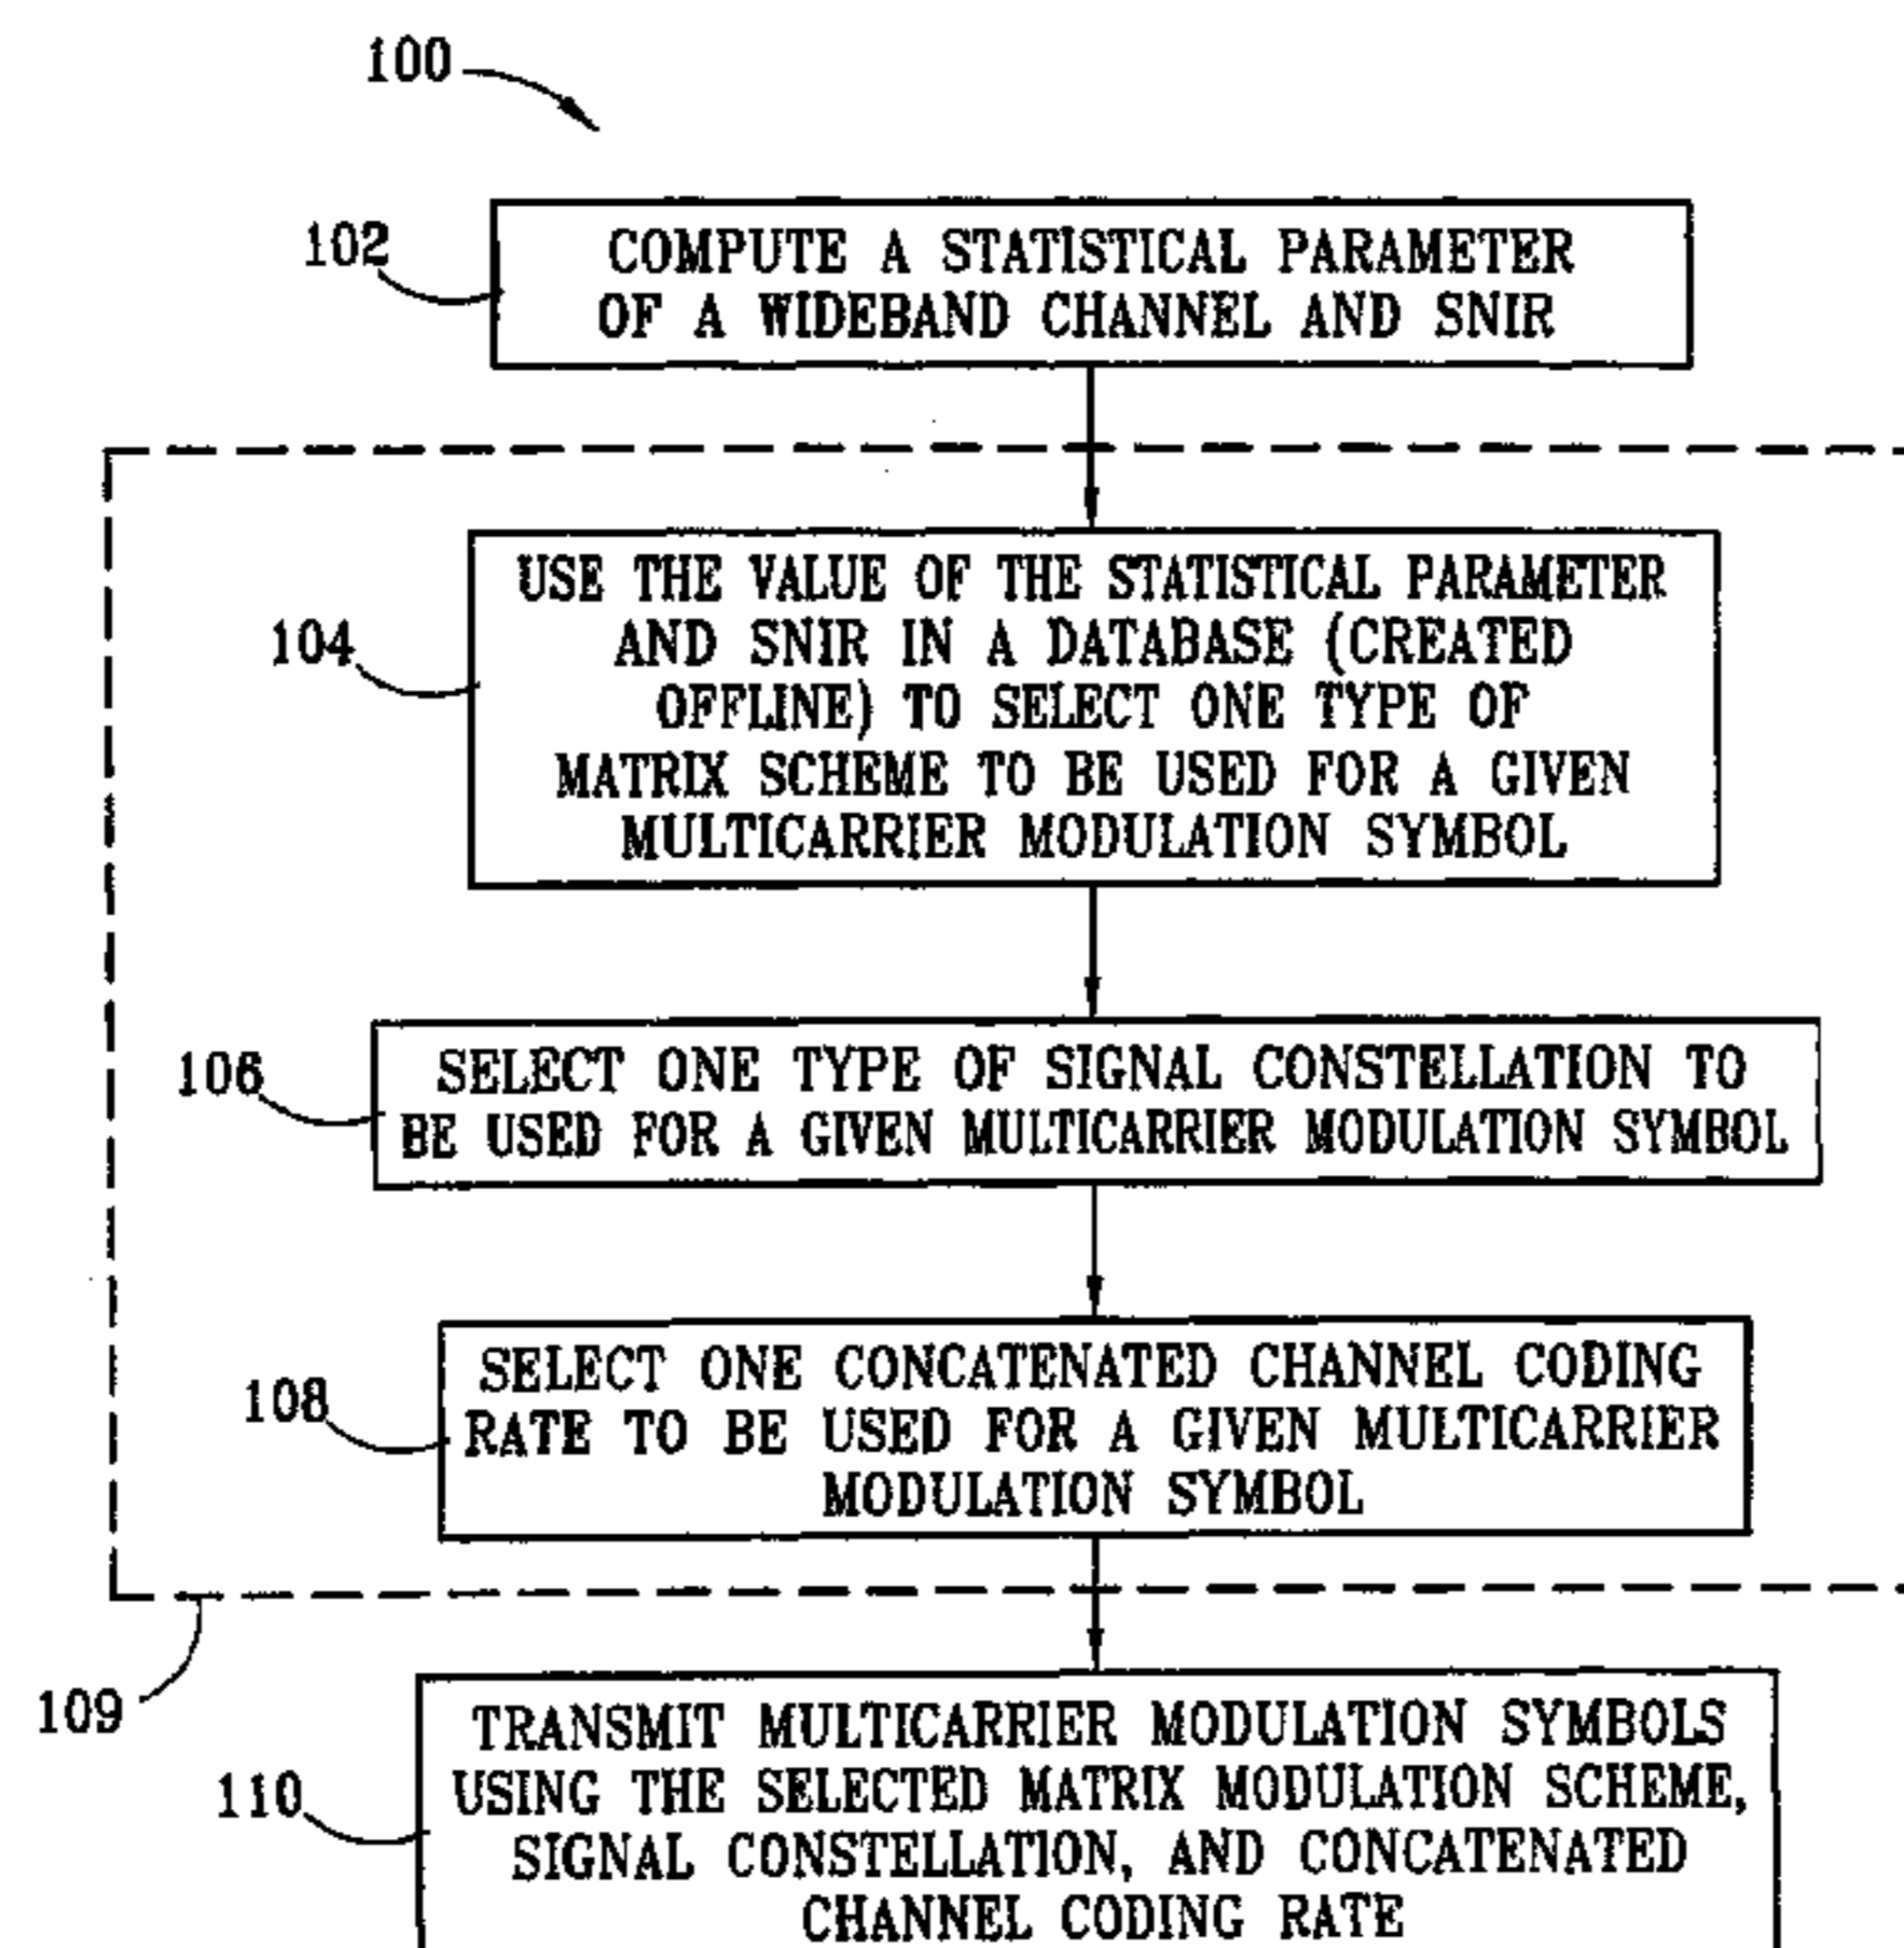 100
102
COMPUTE A STATISTICAL PARAMETER
OF A WIDEBAND CHANNEL AND SNIR
104
USE THE VALUE OF THE STATISTICAL PARAMETER
AND SNIR IN A DATABASE (CREATED
OFFLINE) TO SELECT ONE TYPE OF
MATRIX SCHEME TO BE USED FOR A GIVEN
MULTICARRIER MODULATION SYMBOL
106
SELECT ONE TYPE OF SIGNAL CONSTELLATION TO
BE USED FOR A GIVEN MULTICARRIER MODULATION SYMBOL
108
SELECT ONE CONCATENATED CHANNEL CODING
RATE TO BE USED FOR A GIVEN MULTICARRIER
MODULATION SYMBOL
109
110
TRANSMIT MULTICARRIER MODULATION SYMBOLS
USING THE SELECTED MATRIX MODULATION SCHEME,
SIGNAL CONSTELLATION, AND CONCATENATED
CHANNEL CODING RATE